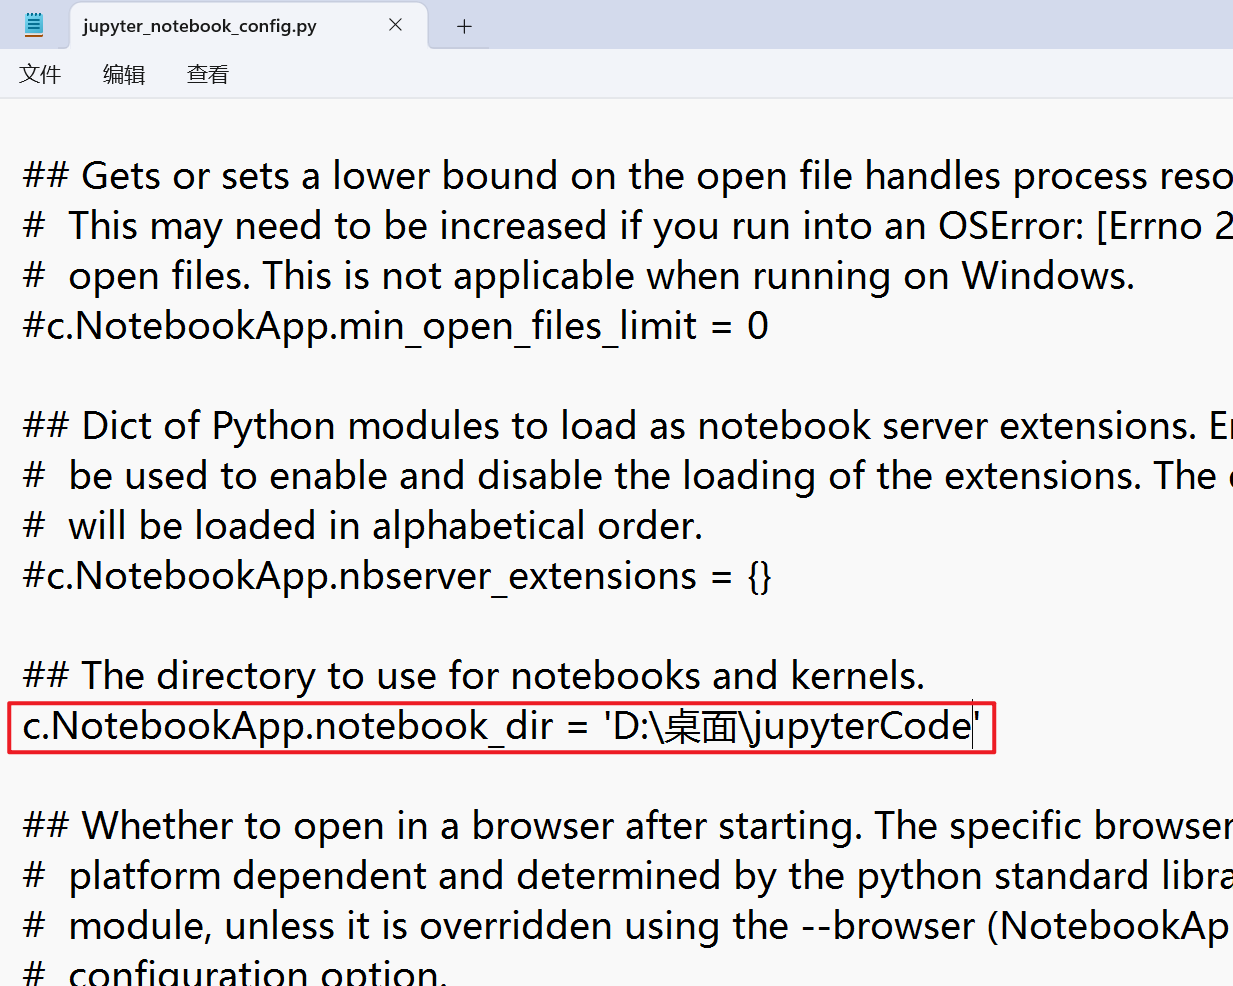 jupyter_notebook_config.py
文件 编辑 查看
## Gets or sets a lower bound on the open file handles process reso
#  This may need to be increased if you run into an OSError: [Errno 2
#  open files. This is not applicable when running on Windows.
#c.NotebookApp.min_open_files_limit = 0
## Dict of Python modules to load as notebook server extensions. En
#  be used to enable and disable the loading of the extensions. The
#  will be loaded in alphabetical order.
#c.NotebookApp.nbserver_extensions = {}
## The directory to use for notebooks and kernels.
c.NotebookApp.notebook_dir = 'D:\桌面\jupyterCode'
## Whether to open in a browser after starting. The specific browser
#  platform dependent and determined by the python standard libra
#  module, unless it is overridden using the --browser (NotebookAp
#  configuration option.